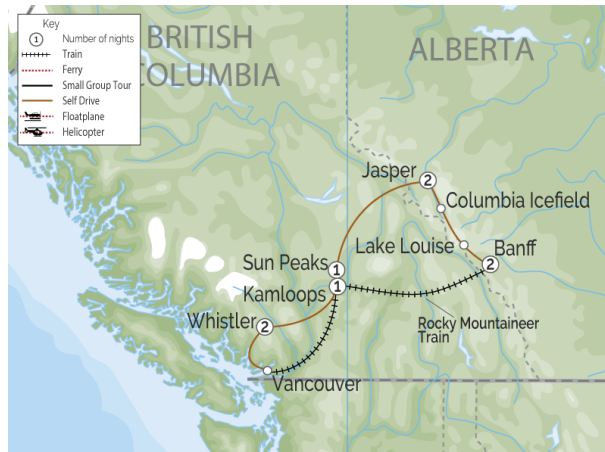 Key
1 Number of nights
Train
Ferry
Small Group Tour
Self Drive
Floatplane
Helicopter
BRITISH
COLUMBIA
ALBERTA
Jasper
2
Columbia Icefield
Lake Louise
Banff
2
Sun Peaks
1
Kamloops
1
Whistler
2
Rocky Mountaineer
Train
Vancouver